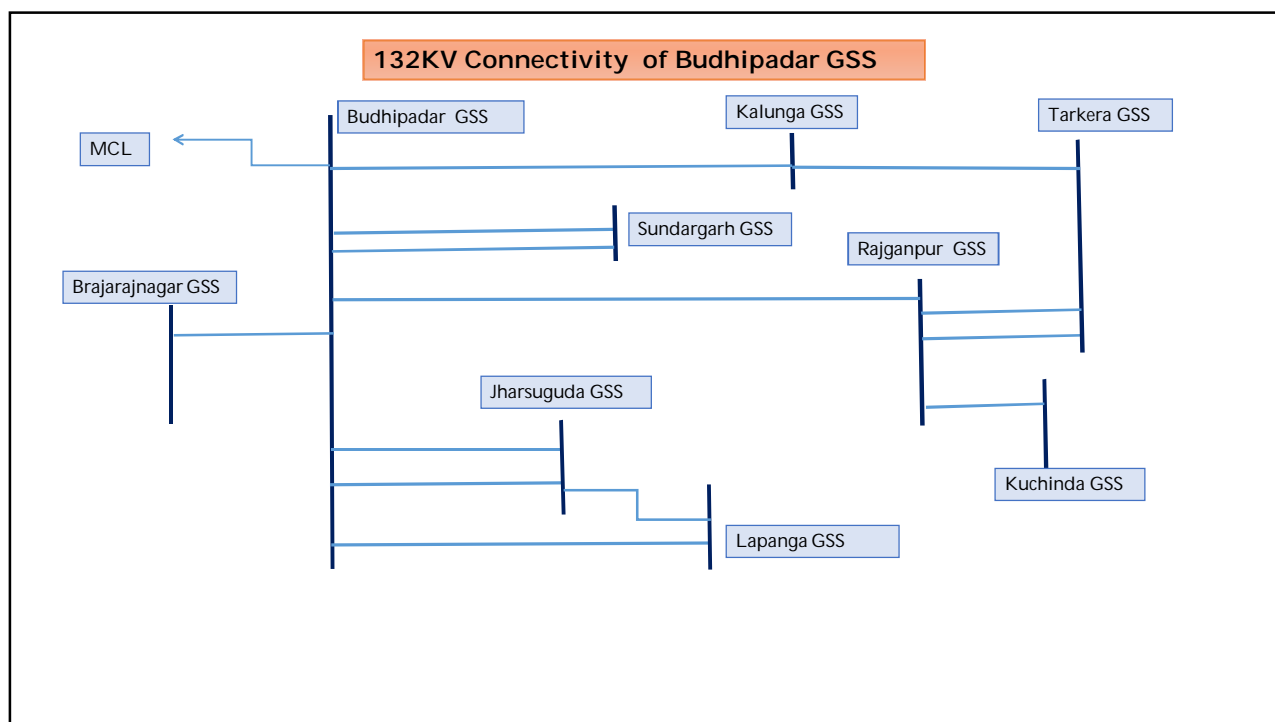 132KV Connectivity of Budhipadar GSS
Budhipadar GSS
Kalunga GSS
Tarkera GSS
MCL
Sundargarh GSS
Rajganpur GSS
Brajarajnagar GSS
Jharsuguda GSS
Kuchinda GSS
Lapanga GSS